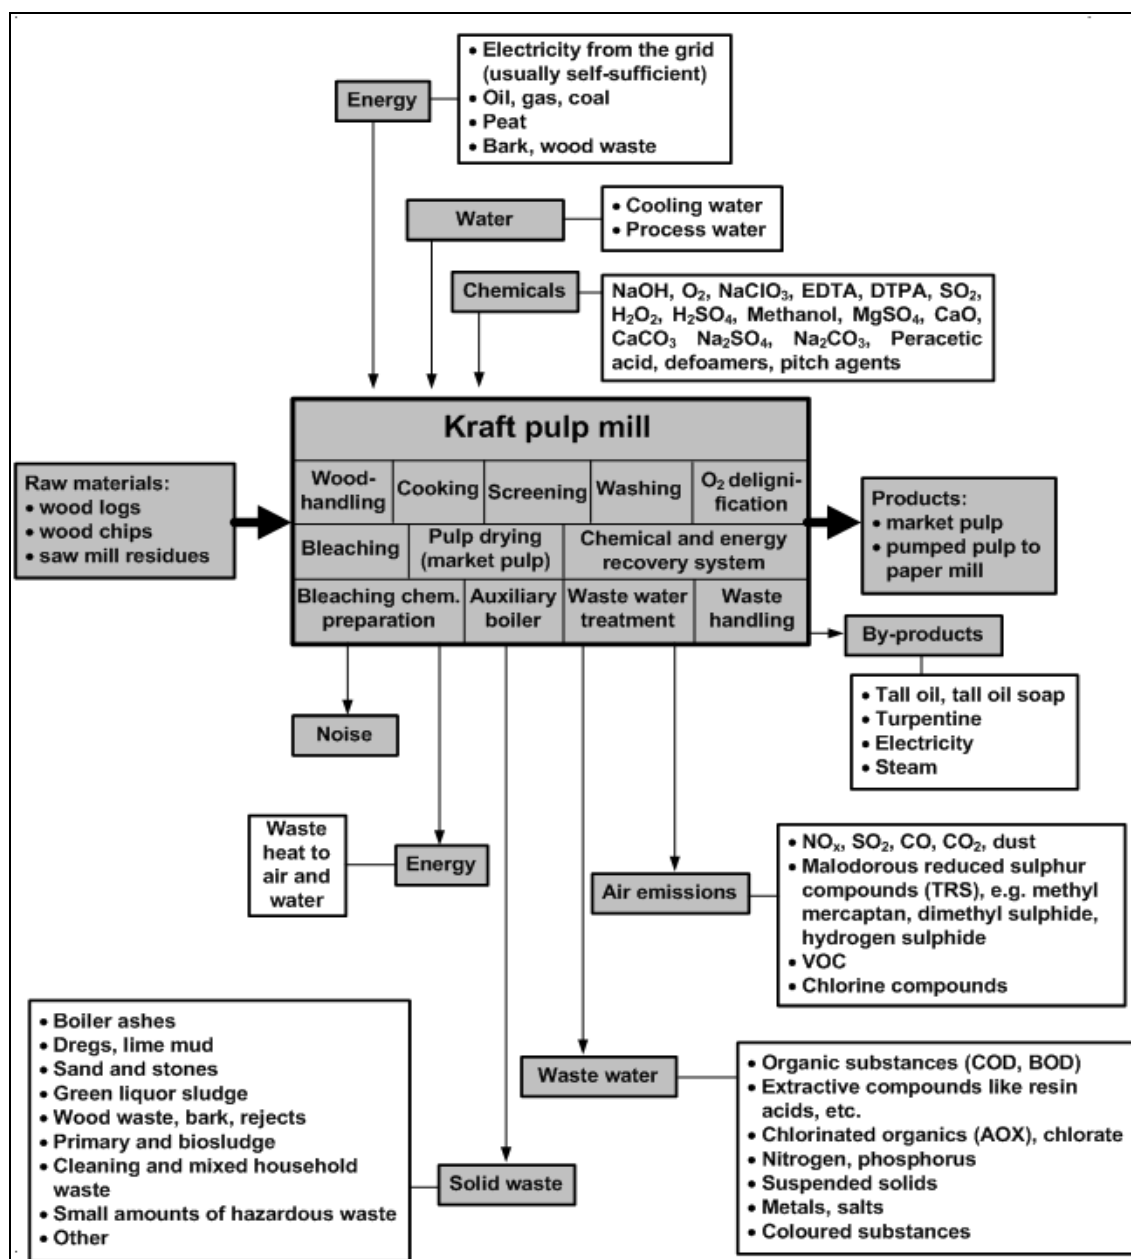 Energy
• Electricity from the grid
(usually self-sufficient)
• Oil, gas, coal
• Peat
• Bark, wood waste
Water
• Cooling water
• Process water
Chemicals
NaOH, O₂, NaClO₃, EDTA, DTPA, SO₂,
H₂O₂, H₂SO₄, Methanol, MgSO₄, CaO,
CaCO₃ Na₂SO₄, Na₂CO₃, Peracetic
acid, defoamers, pitch agents
Raw materials:
• wood logs
• wood chips
• saw mill residues
Kraft pulp mill
Wood-
handling
Cooking
Screening
Washing
O₂ deligni-
fication
Bleaching
Pulp drying
(market pulp)
Chemical and energy
recovery system
Bleaching chem.
preparation
Auxiliary
boiler
Waste water
treatment
Waste
handling
Products:
• market pulp
• pumped pulp to
paper mill
By-products
• Tall oil, tall oil soap
• Turpentine
• Electricity
• Steam
Noise
Waste
heat to
air and
water
Energy
Air emissions
• NOₓ, SO₂, CO, CO₂, dust
• Malodorous reduced sulphur
compounds (TRS), e.g. methyl
mercaptan, dimethyl sulphide,
hydrogen sulphide
• VOC
• Chlorine compounds
Waste water
• Organic substances (COD, BOD)
• Extractive compounds like resin
acids, etc.
• Chlorinated organics (AOX), chlorate
• Nitrogen, phosphorus
• Suspended solids
• Metals, salts
• Coloured substances
• Boiler ashes
• Dregs, lime mud
• Sand and stones
• Green liquor sludge
• Wood waste, bark, rejects
• Primary and biosludge
• Cleaning and mixed household
waste
• Small amounts of hazardous waste
• Other
Solid waste